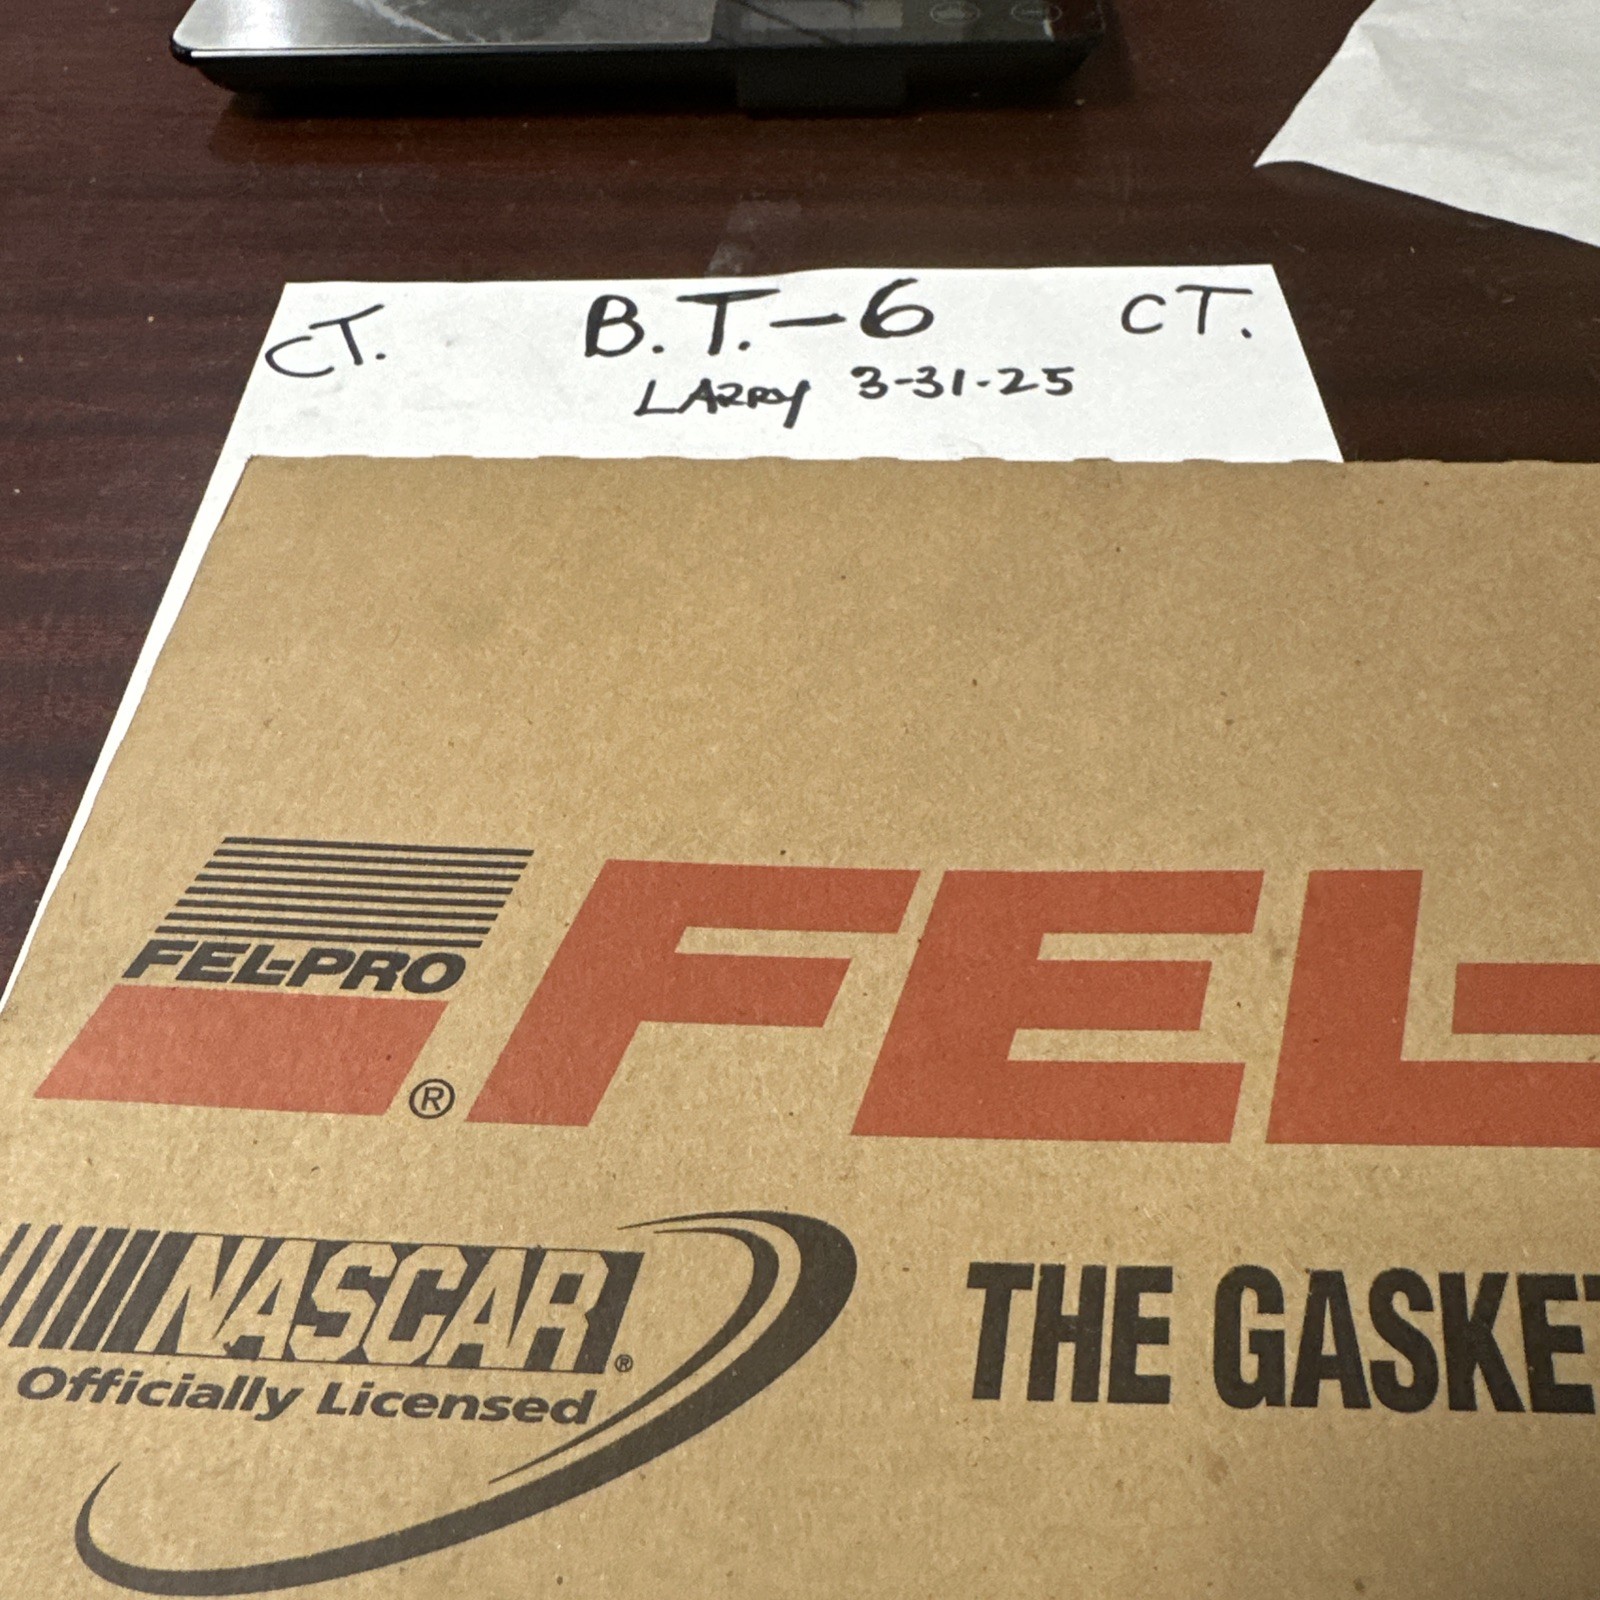 CT. B.T.-6 CT.
LARRY 3-31-25
FEL-PRO
®
FEL-
NASCAR®
Officially Licensed
THE GASKET